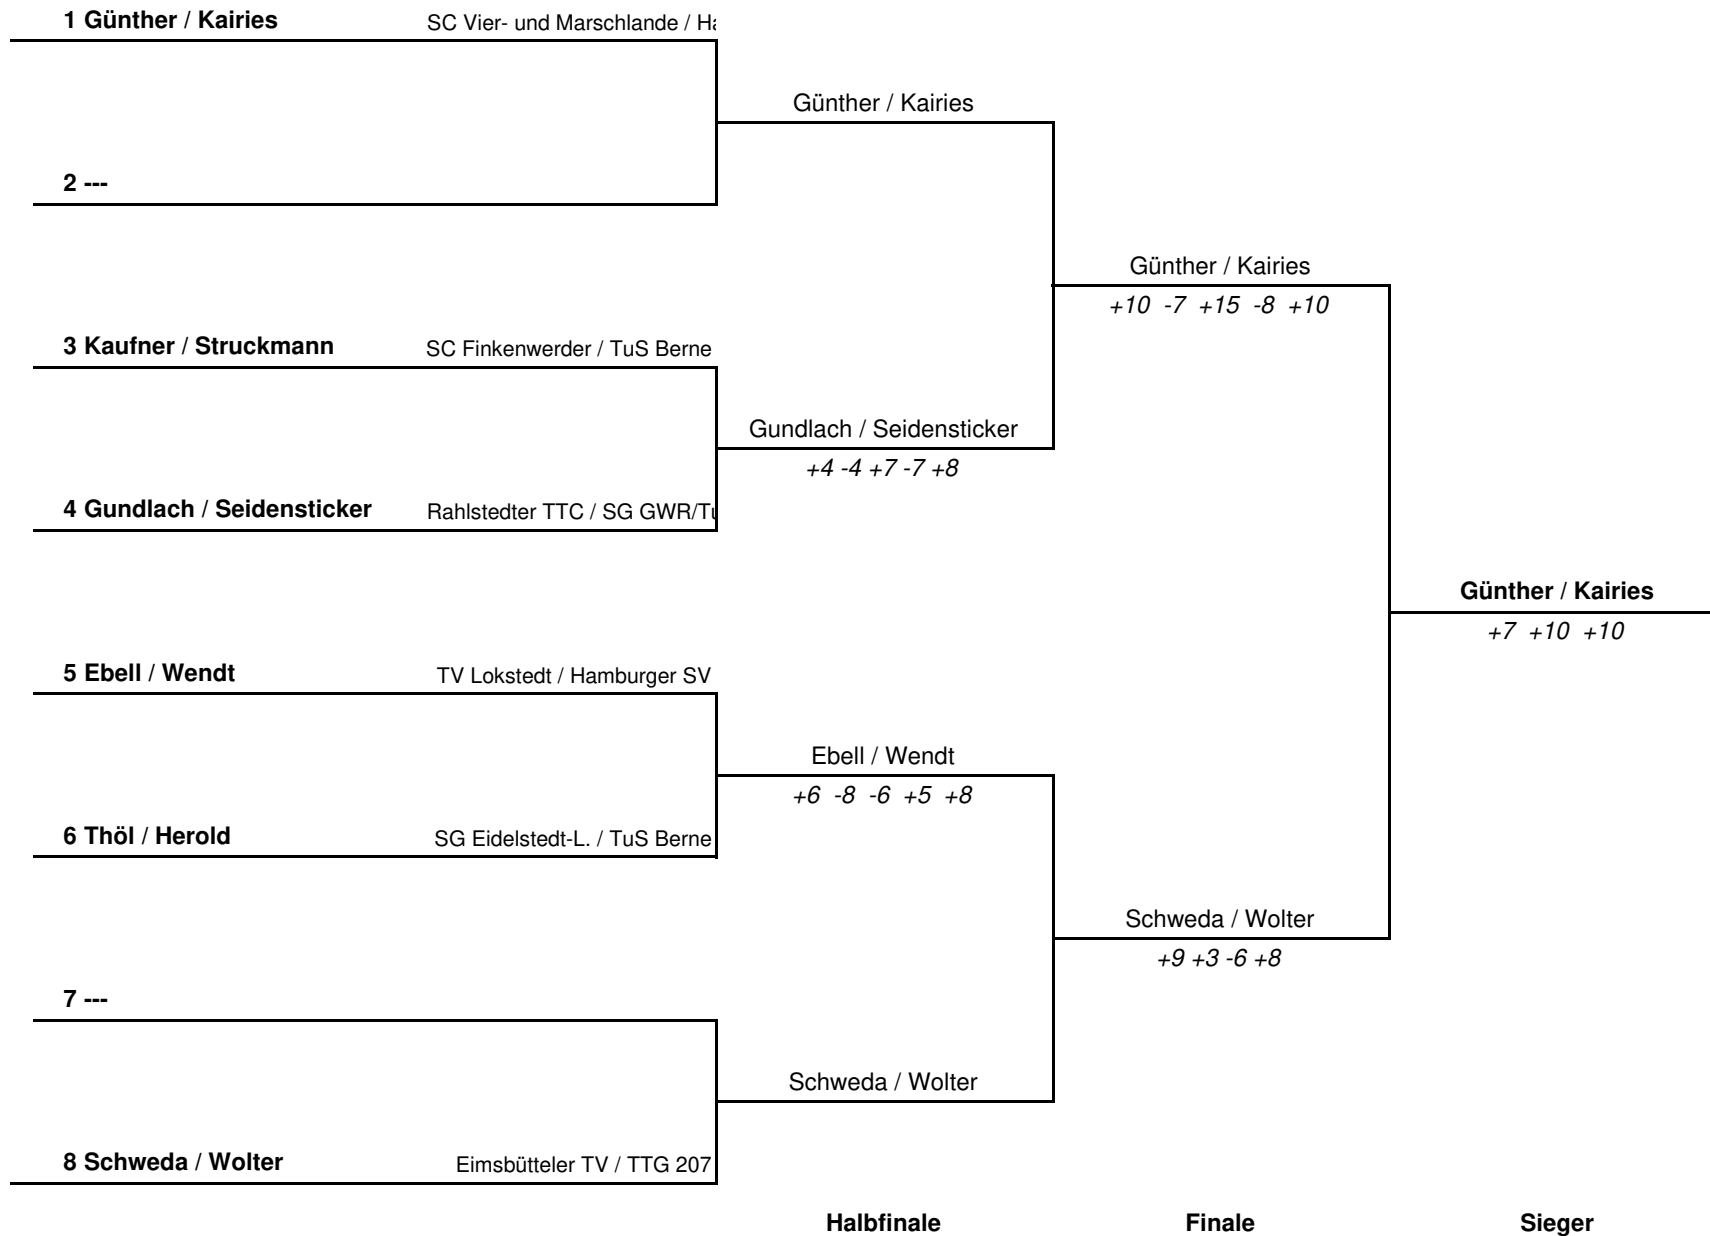 1 Günther / Kairies SC Vier- und Marschlande /
Günther / Kairies
2 ---
Günther / Kairies
+10 -7 +15 -8 +10
3 Kaufner / Struckmann SC Finkenwerder / TuS Berne
Gundlach / Seidensticker
+4 -4 +7 -7 +8
4 Gundlach / Seidensticker Rahlstedter TTC / SG
Günther / Kairies
+7 +10 +10
5 Ebell / Wendt TV Lokstedt / Hamburger SV
Ebell / Wendt
+6 -8 -6 +5 +8
6 Thöl / Herold SG Eidelstedt-L. / TuS Berne
Schweda / Wolter
+9 +3 -6 +8
7 ---
Schweda / Wolter
8 Schweda / Wolter Eimsbütteler TV / TTG 207
Halbfinale Finale Sieger